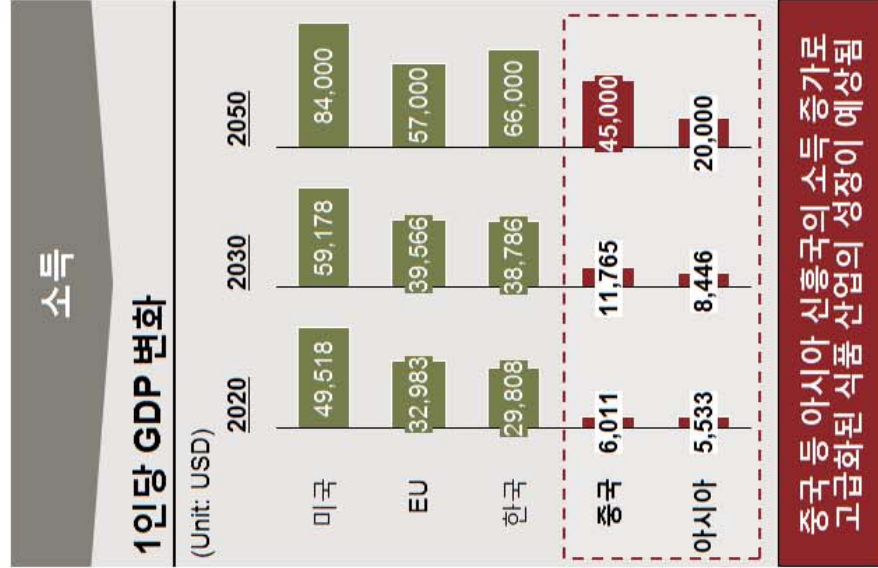 소득
1인당 GDP 변화
(Unit: USD)
2020 2030 2050
미국 49,518 59,178 84,000
EU 32,983 39,566 57,000
한국 29,808 38,786 66,000
중국 6,011 11,765 45,000
아시아 5,533 8,446 20,000
중국 등 아시아 신흥국의 소득 증가로
고급화된 식품 산업의 성장이 예상됨